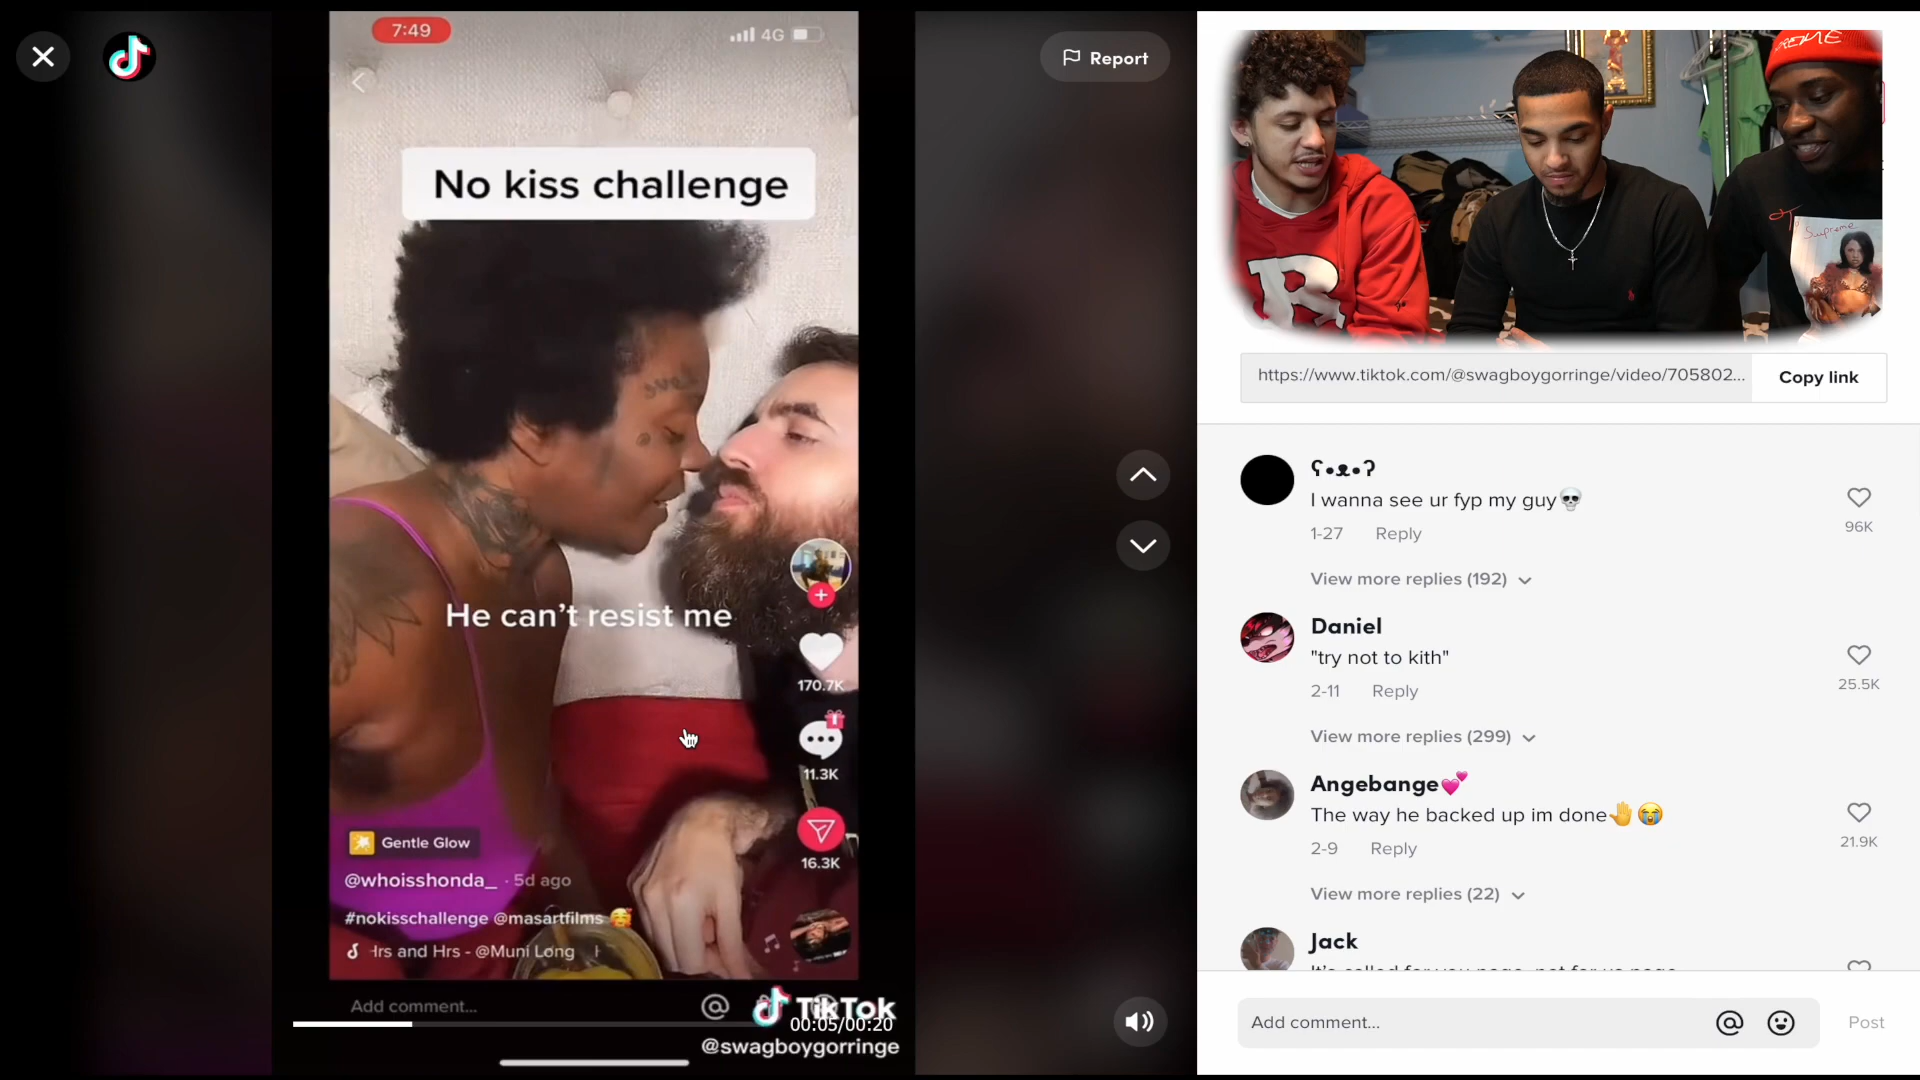 7:49
4G
Report
No kiss challenge
He can't resist me
170.7K
11.3K
16.3K
Gentle Glow
@whoisshonda_ · 5d ago
#nokisschallenge @masartfilms 🥰
Hrs and Hrs - @Muni Long
Add comment...
TikTok
00:05/00:20
@swagboygorringe
REME
Supreme
R
https://www.tiktok.com/@swagboygorringe/video/705802...
Copy link
ʕ•ᴥ•ʔ
I wanna see ur fyp my guy💀
96K
1-27 Reply
View more replies (192)
Daniel
"try not to kith"
25.5K
2-11 Reply
View more replies (299)
Angebange💕
The way he backed up im done🤚😭
21.9K
2-9 Reply
View more replies (22)
Jack
Add comment...
Post